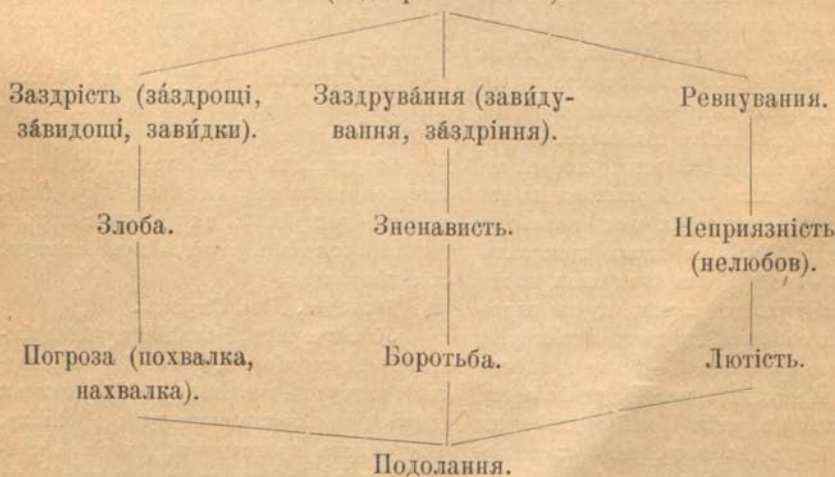 Заздрість (за́здрощі, Заздрува́ння (зави́ду- Ревнування.
за́видощі, зави́дки). вання, за́здріння).
Злоба. Зненависть. Неприязність
(нелюбов).
Погроза (похвалка, Боротьба. Лютість.
нахвалка).
Подолання.